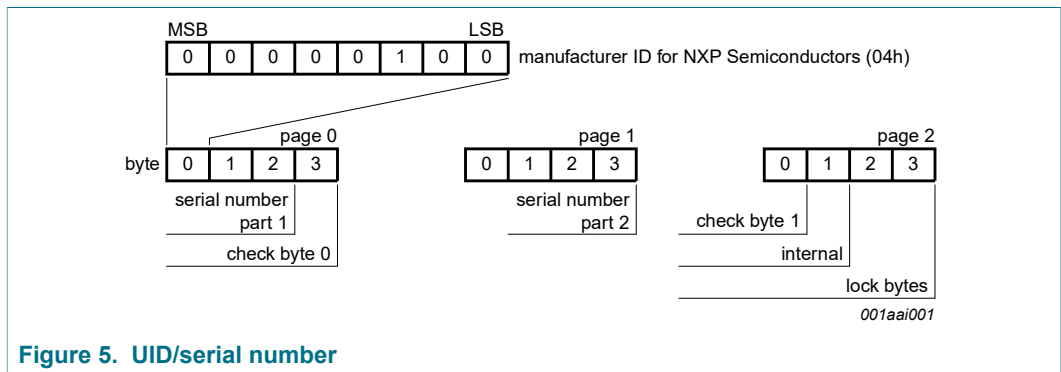 MSB LSB
0 0 0 0 0 1 0 0 manufacturer ID for NXP Semiconductors (04h)
page 0 page 1 page 2
byte 0 1 2 3 0 1 2 3 0 1 2 3
serial number serial number
part 1 part 2 check byte 1
check byte 0 internal
lock bytes
001aai001
Figure 5. UID/serial number